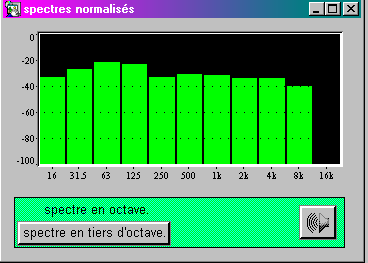 spectres normalisés
0
-20
-40
-60
-80
-100
16 31.5 63 125 250 500 1k 2k 4k 8k 16k
spectre en octave.
spectre en tiers d'octave.